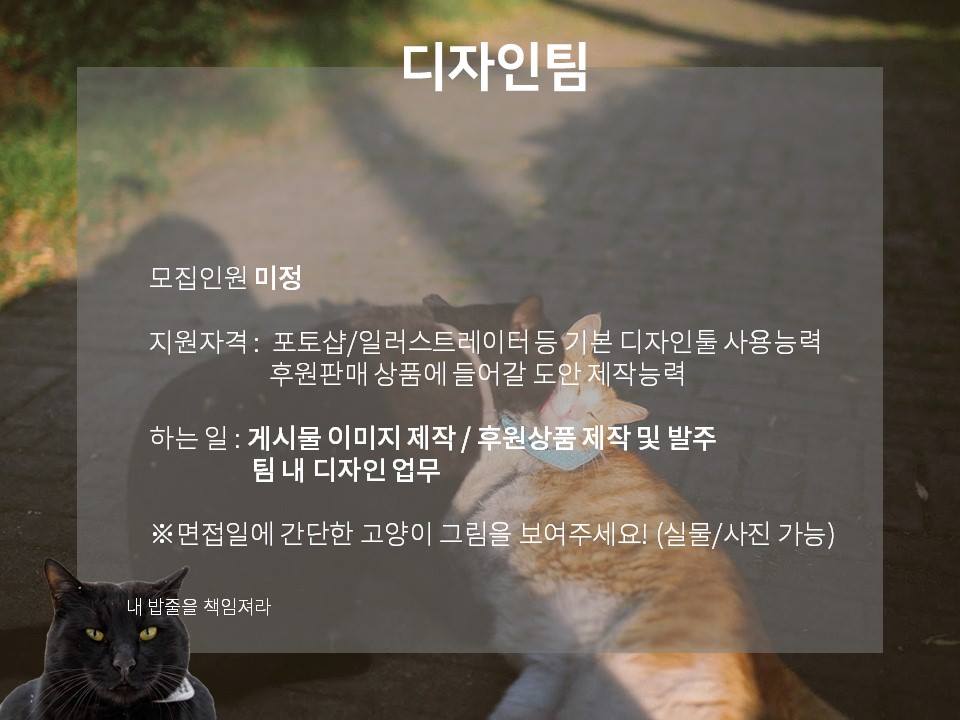 디자인팀
모집인원 미정
지원자격 : 포토샵/일러스트레이터 등 기본 디자인툴 사용능력
후원판매 상품에 들어갈 도안 제작능력
하는 일 : 게시물 이미지 제작 / 후원상품 제작 및 발주
팀 내 디자인 업무
※면접일에 간단한 고양이 그림을 보여주세요! (실물/사진 가능)
내 밥줄을 책임져라